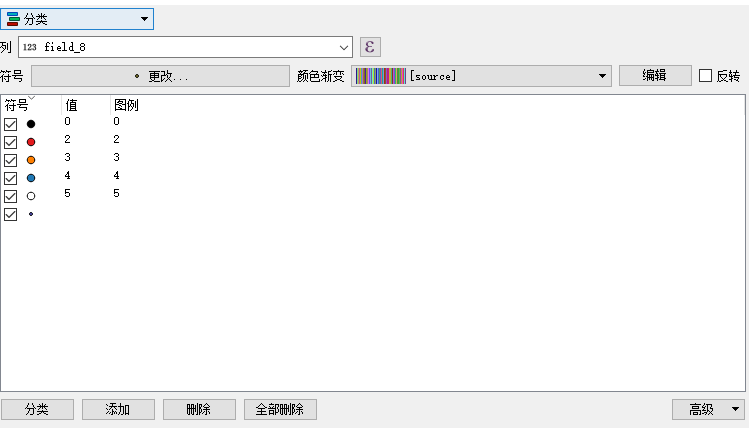 分类
列 123 field_8 ε
符号 更改... 颜色渐变 [source] 编辑 反转
符号 值 图例
0 0
2 2
3 3
4 4
5 5
分类 添加 删除 全部删除 高级